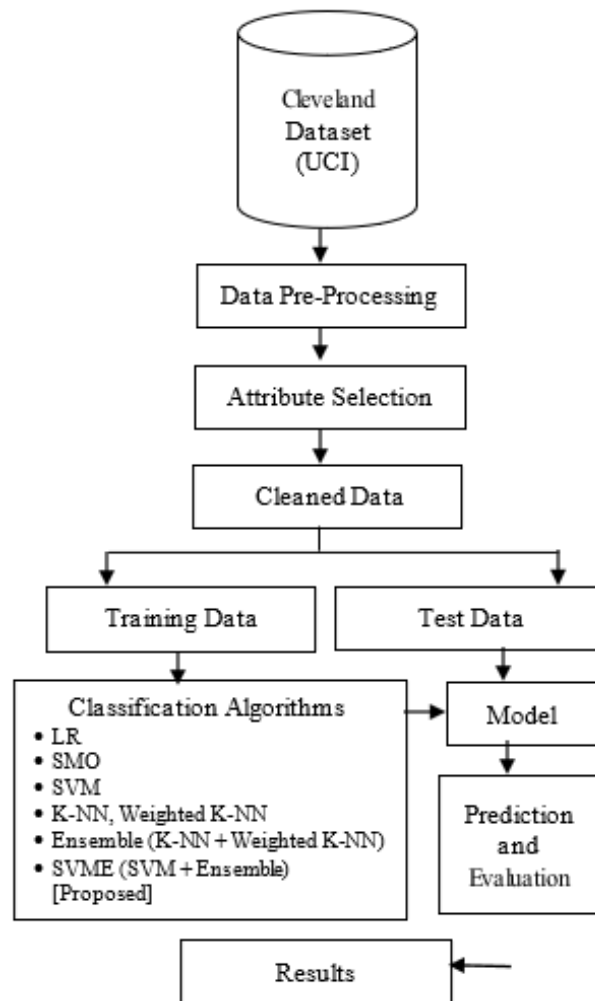 Cleveland
Dataset
(UCI)
Data Pre-Processing
Attribute Selection
Cleaned Data
Training Data
Test Data
Classification Algorithms
• LR
• SMO
• SVM
• K-NN, Weighted K-NN
• Ensemble (K-NN + Weighted K-NN)
• SVME (SVM + Ensemble)
[Proposed]
Model
Prediction
and
Evaluation
Results